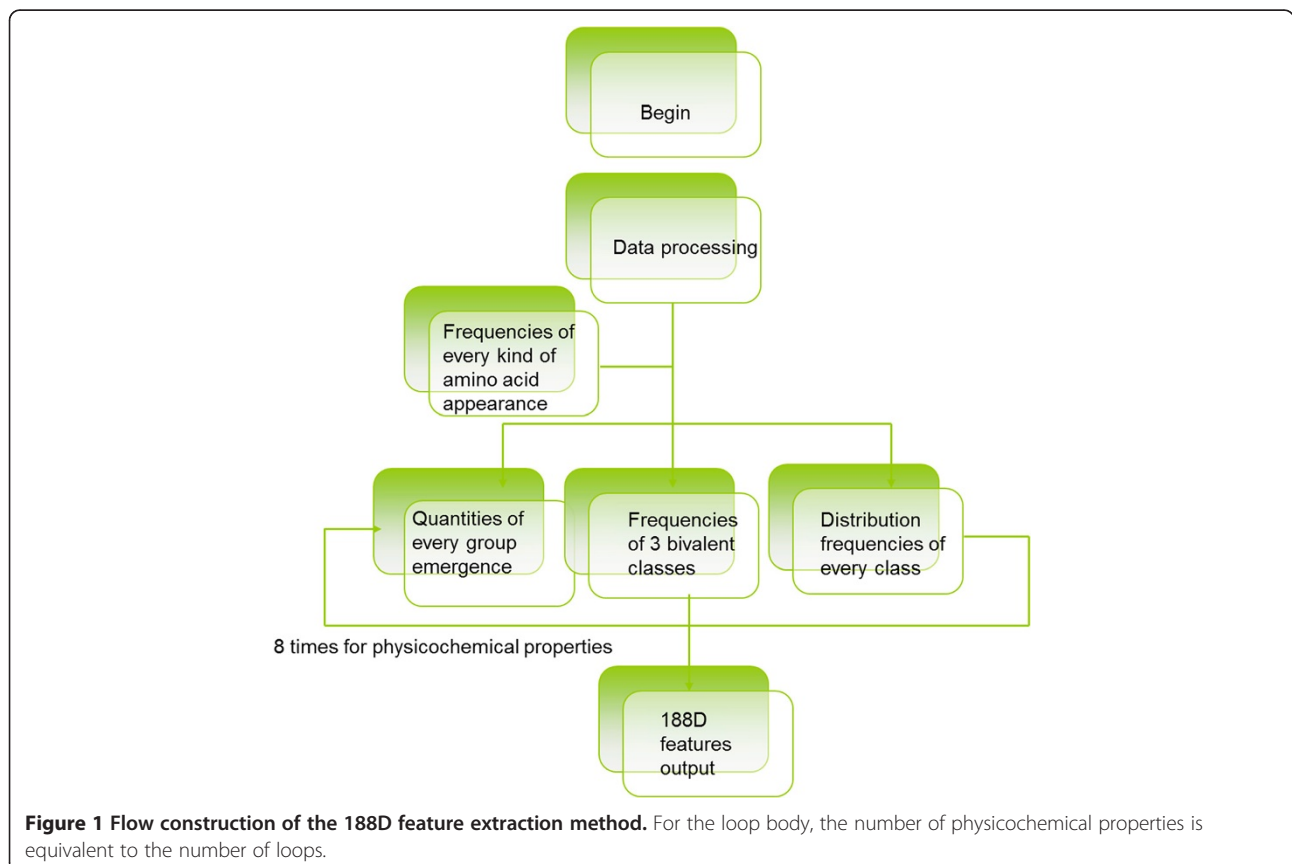 Begin
Data processing
Frequencies of
every kind of
amino acid
appearance
Quantities of
every group
emergence
Frequencies
of 3 bivalent
classes
Distribution
frequencies of
every class
8 times for physicochemical properties
188D
features
output
Figure 1 Flow construction of the 188D feature extraction method. For the loop body, the number of physicochemical properties is
equivalent to the number of loops.